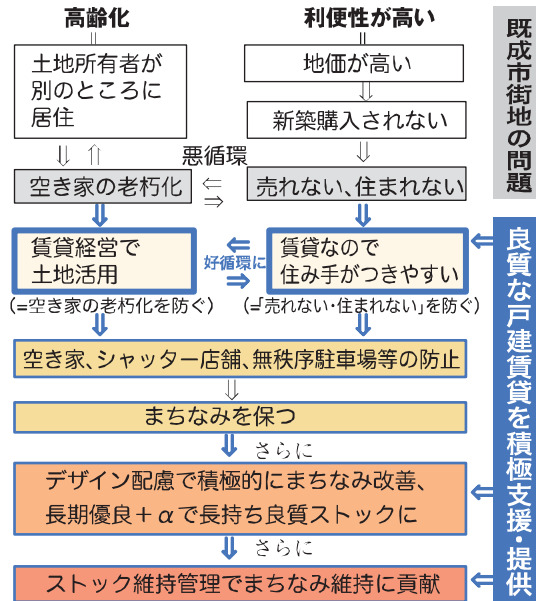 高齢化
利便性が高い
土地所有者が
別のところに
居住
地価が高い
新築購入されない
悪循環
空き家の老朽化
売れない、住まれない
既成市街地の問題
賃貸経営で
土地活用
好循環に
賃貸なので
住み手がつきやすい
(=空き家の老朽化を防ぐ)
(=「売れない・住まれない」を防ぐ)
空き家、シャッター店舗、無秩序駐車場等の防止
まちなみを保つ
さらに
デザイン配慮で積極的にまちなみ改善、
長期優良+αで長持ち良質ストックに
さらに
ストック維持管理でまちなみ維持に貢献
良質な戸建賃貸を積極支援・提供